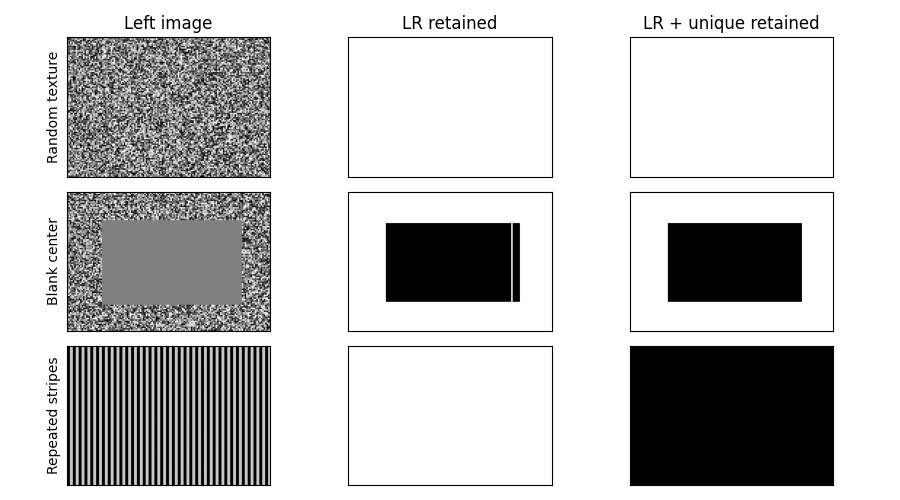 Left image
LR retained
LR + unique retained
Random texture
Blank center
Repeated stripes